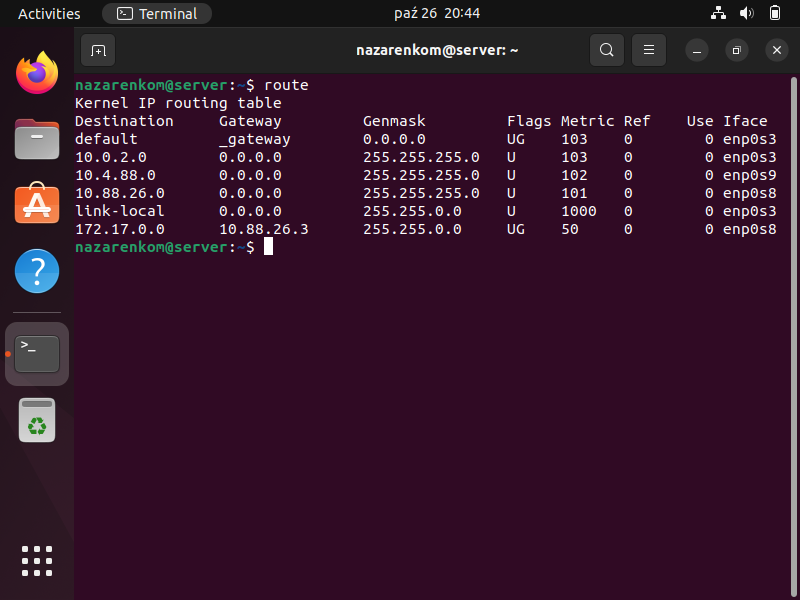 Activities Terminal paź 26 20:44
nazarenkom@server: ~
nazarenkom@server:~$ route
Kernel IP routing table
Destination Gateway Genmask Flags Metric Ref Use Iface
default _gateway 0.0.0.0 UG 103 0 0 enp0s3
10.0.2.0 0.0.0.0 255.255.255.0 U 103 0 0 enp0s3
10.4.88.0 0.0.0.0 255.255.255.0 U 102 0 0 enp0s9
10.88.26.0 0.0.0.0 255.255.255.0 U 101 0 0 enp0s8
link-local 0.0.0.0 255.255.0.0 U 1000 0 0 enp0s3
172.17.0.0 10.88.26.3 255.255.0.0 UG 50 0 0 enp0s8
nazarenkom@server:~$